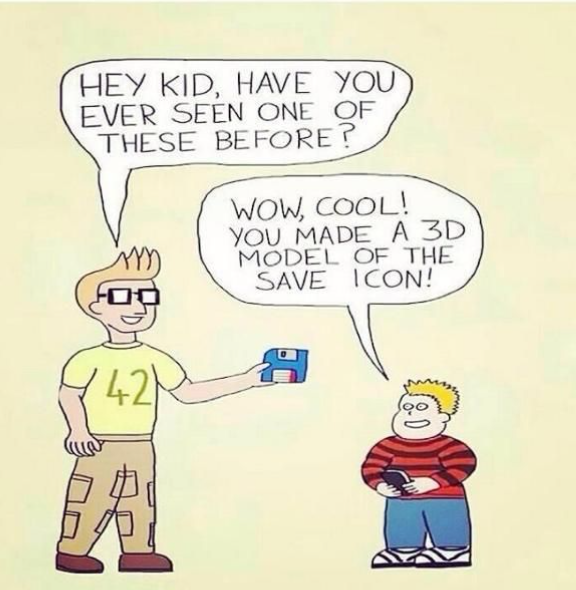 HEY KID, HAVE YOU
EVER SEEN ONE OF
THESE BEFORE?
WOW, COOL!
YOU MADE A 3D
MODEL OF THE
SAVE ICON!
42